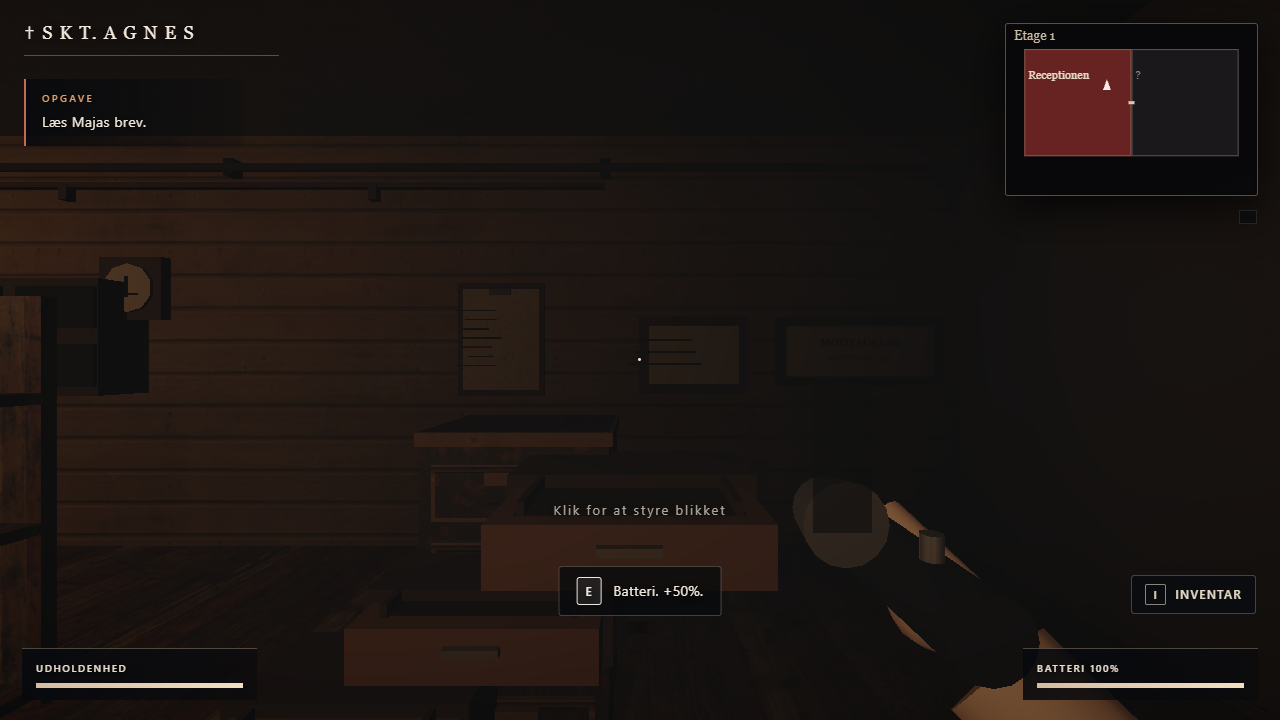 † SKT. AGNES
OPGAVE
Læs Majas brev.
Etage 1
Receptionen
?
Klik for at styre blikket
E Batteri. +50%.
I INVENTAR
UDHOLDENHED
BATTERI 100%